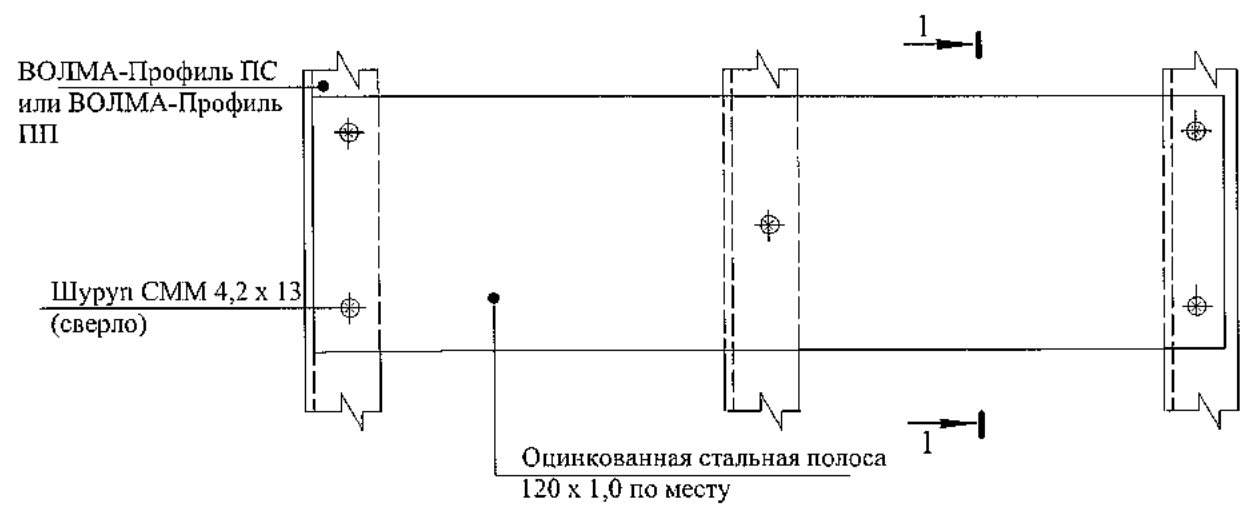 1
ВОЛМА-Профиль ПС
или ВОЛМА-Профиль
ПП
Шуруп СММ 4,2 х 13
(сверло)
1
Оцинкованная стальная полоса
120 х 1,0 по месту